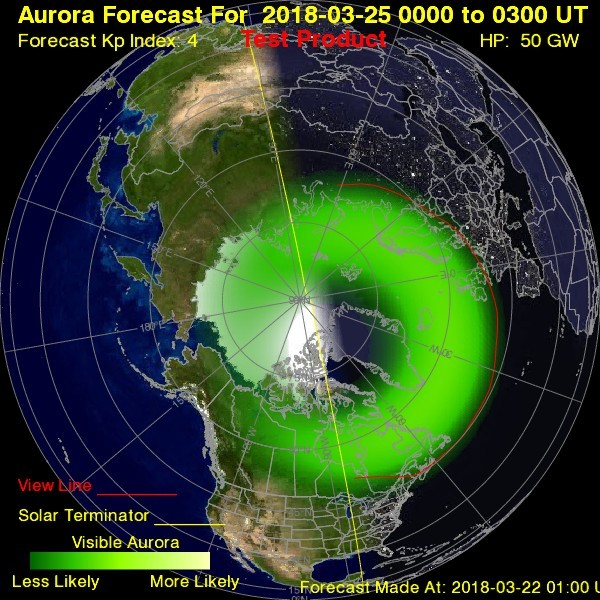 Aurora Forecast For 2018-03-25 0000 to 0300 UT
Forecast Kp Index: 4 Test Product HP: 50 GW
View Line
Solar Terminator
Visible Aurora
Less Likely More Likely
Forecast Made At: 2018-03-22 01:00 U